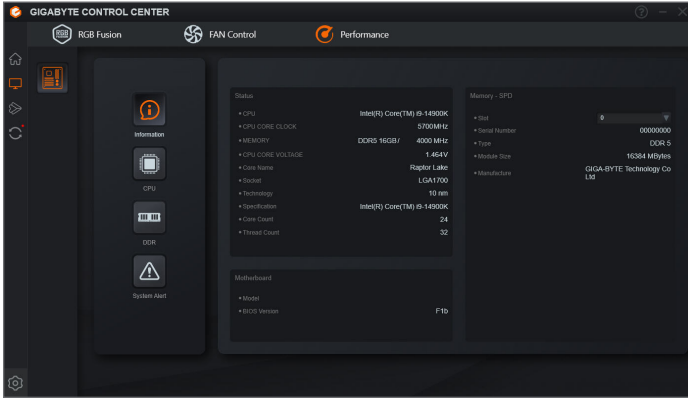 GIGABYTE CONTROL CENTER
RGB RGB Fusion FAN Control Performance
Information
CPU
DDR
System Alert
Status
CPU Intel(R) Core(TM) i9-14900K
CPU CORE CLOCK 5700MHz
MEMORY DDR5 16GB / 4000 MHz
CPU CORE VOLTAGE 1.464V
Core Name Raptor Lake
Socket LGA1700
Technology 10 nm
Specification Intel(R) Core(TM) i9-14900K
Core Count 24
Thread Count 32
Motherboard
Model
BIOS Version F1b
Memory - SPD
Slot 0
Serial Number 00000000
Type DDR 5
Module Size 16384 MBytes
Manufacture GIGA-BYTE Technology Co
Ltd